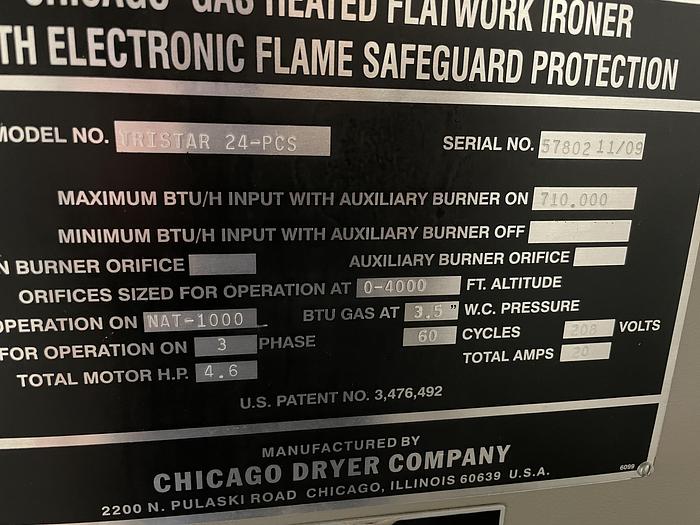 CHICAGO GAS HEATED FLATWORK IRONER
TH ELECTRONIC FLAME SAFEGUARD PROTECTION
MODEL NO. TRISTAR 24-PCS SERIAL NO. 57802 11/09
MAXIMUM BTU/H INPUT WITH AUXILIARY BURNER ON 710,000
MINIMUM BTU/H INPUT WITH AUXILIARY BURNER OFF
N BURNER ORIFICE AUXILIARY BURNER ORIFICE
ORIFICES SIZED FOR OPERATION AT 0-4000 FT. ALTITUDE
OPERATION ON NAT-1000 BTU GAS AT 3.5" W.C. PRESSURE
FOR OPERATION ON 3 PHASE 60 CYCLES 208 VOLTS
TOTAL MOTOR H.P. 4.6 TOTAL AMPS 20
U.S. PATENT NO. 3,476,492
MANUFACTURED BY
CHICAGO DRYER COMPANY
2200 N. PULASKI ROAD CHICAGO, ILLINOIS 60639 U.S.A.
6099